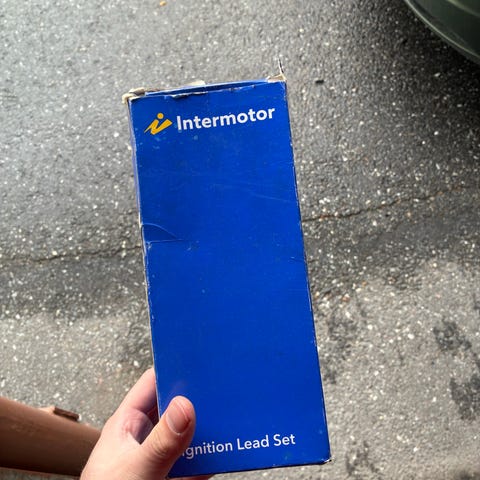 Intermotor
gnition Lead Set